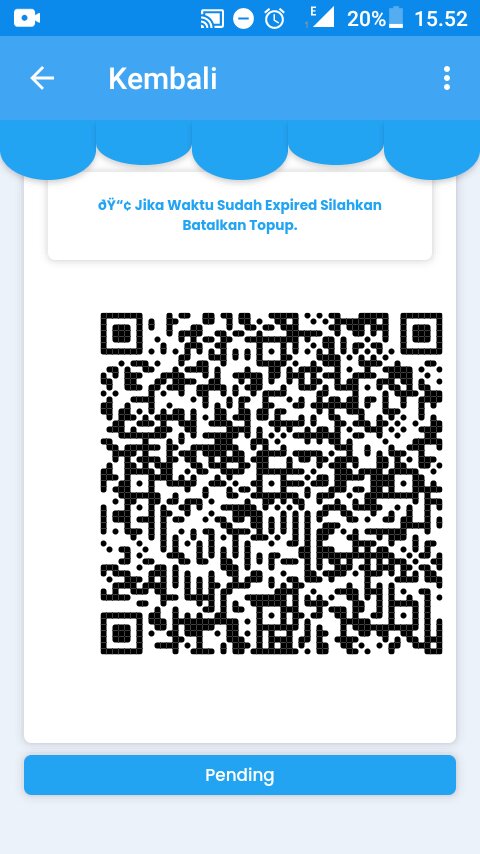 E
20%
15.52
Kembali
ðŸ“¢ Jika Waktu Sudah Expired Silahkan
Batalkan Topup.
Pending